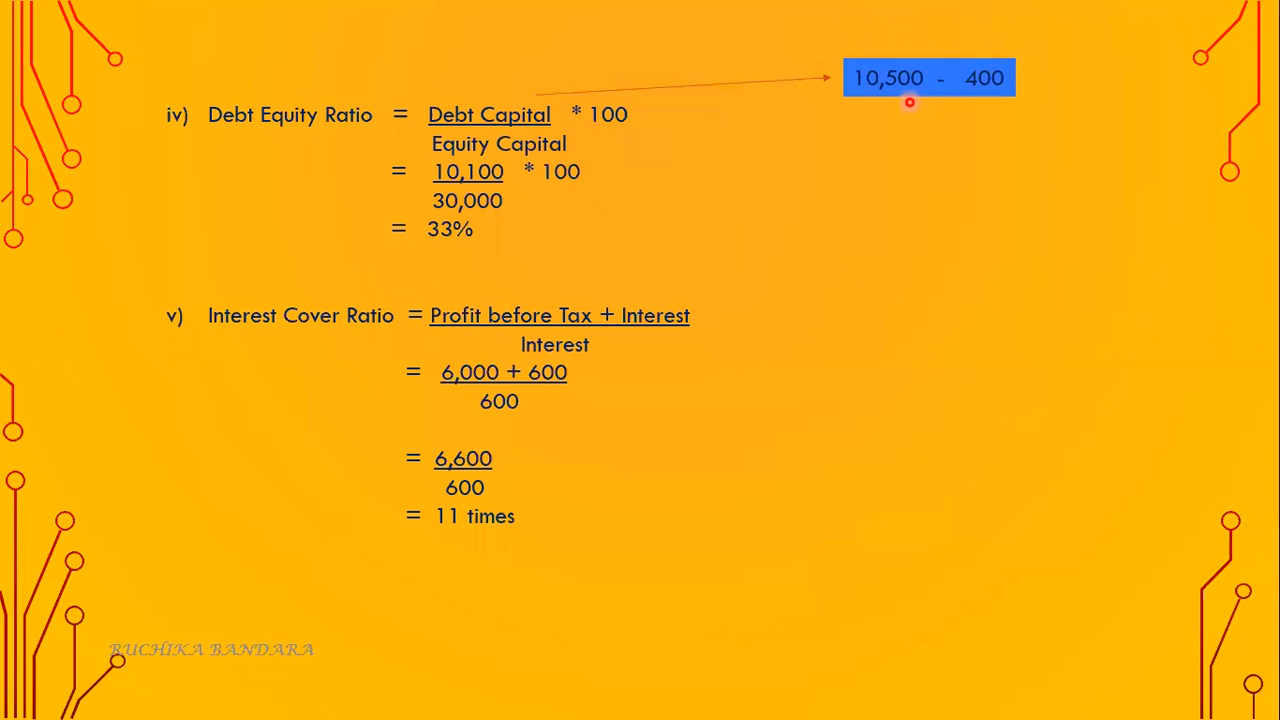 10,500 - 400
iv) Debt Equity Ratio = Debt Capital * 100
Equity Capital
= 10,100 * 100
30,000
= 33%
v) Interest Cover Ratio = Profit before Tax + Interest
Interest
= 6,000 + 600
600
= 6,600
600
= 11 times
RUCHIKA BANDARA